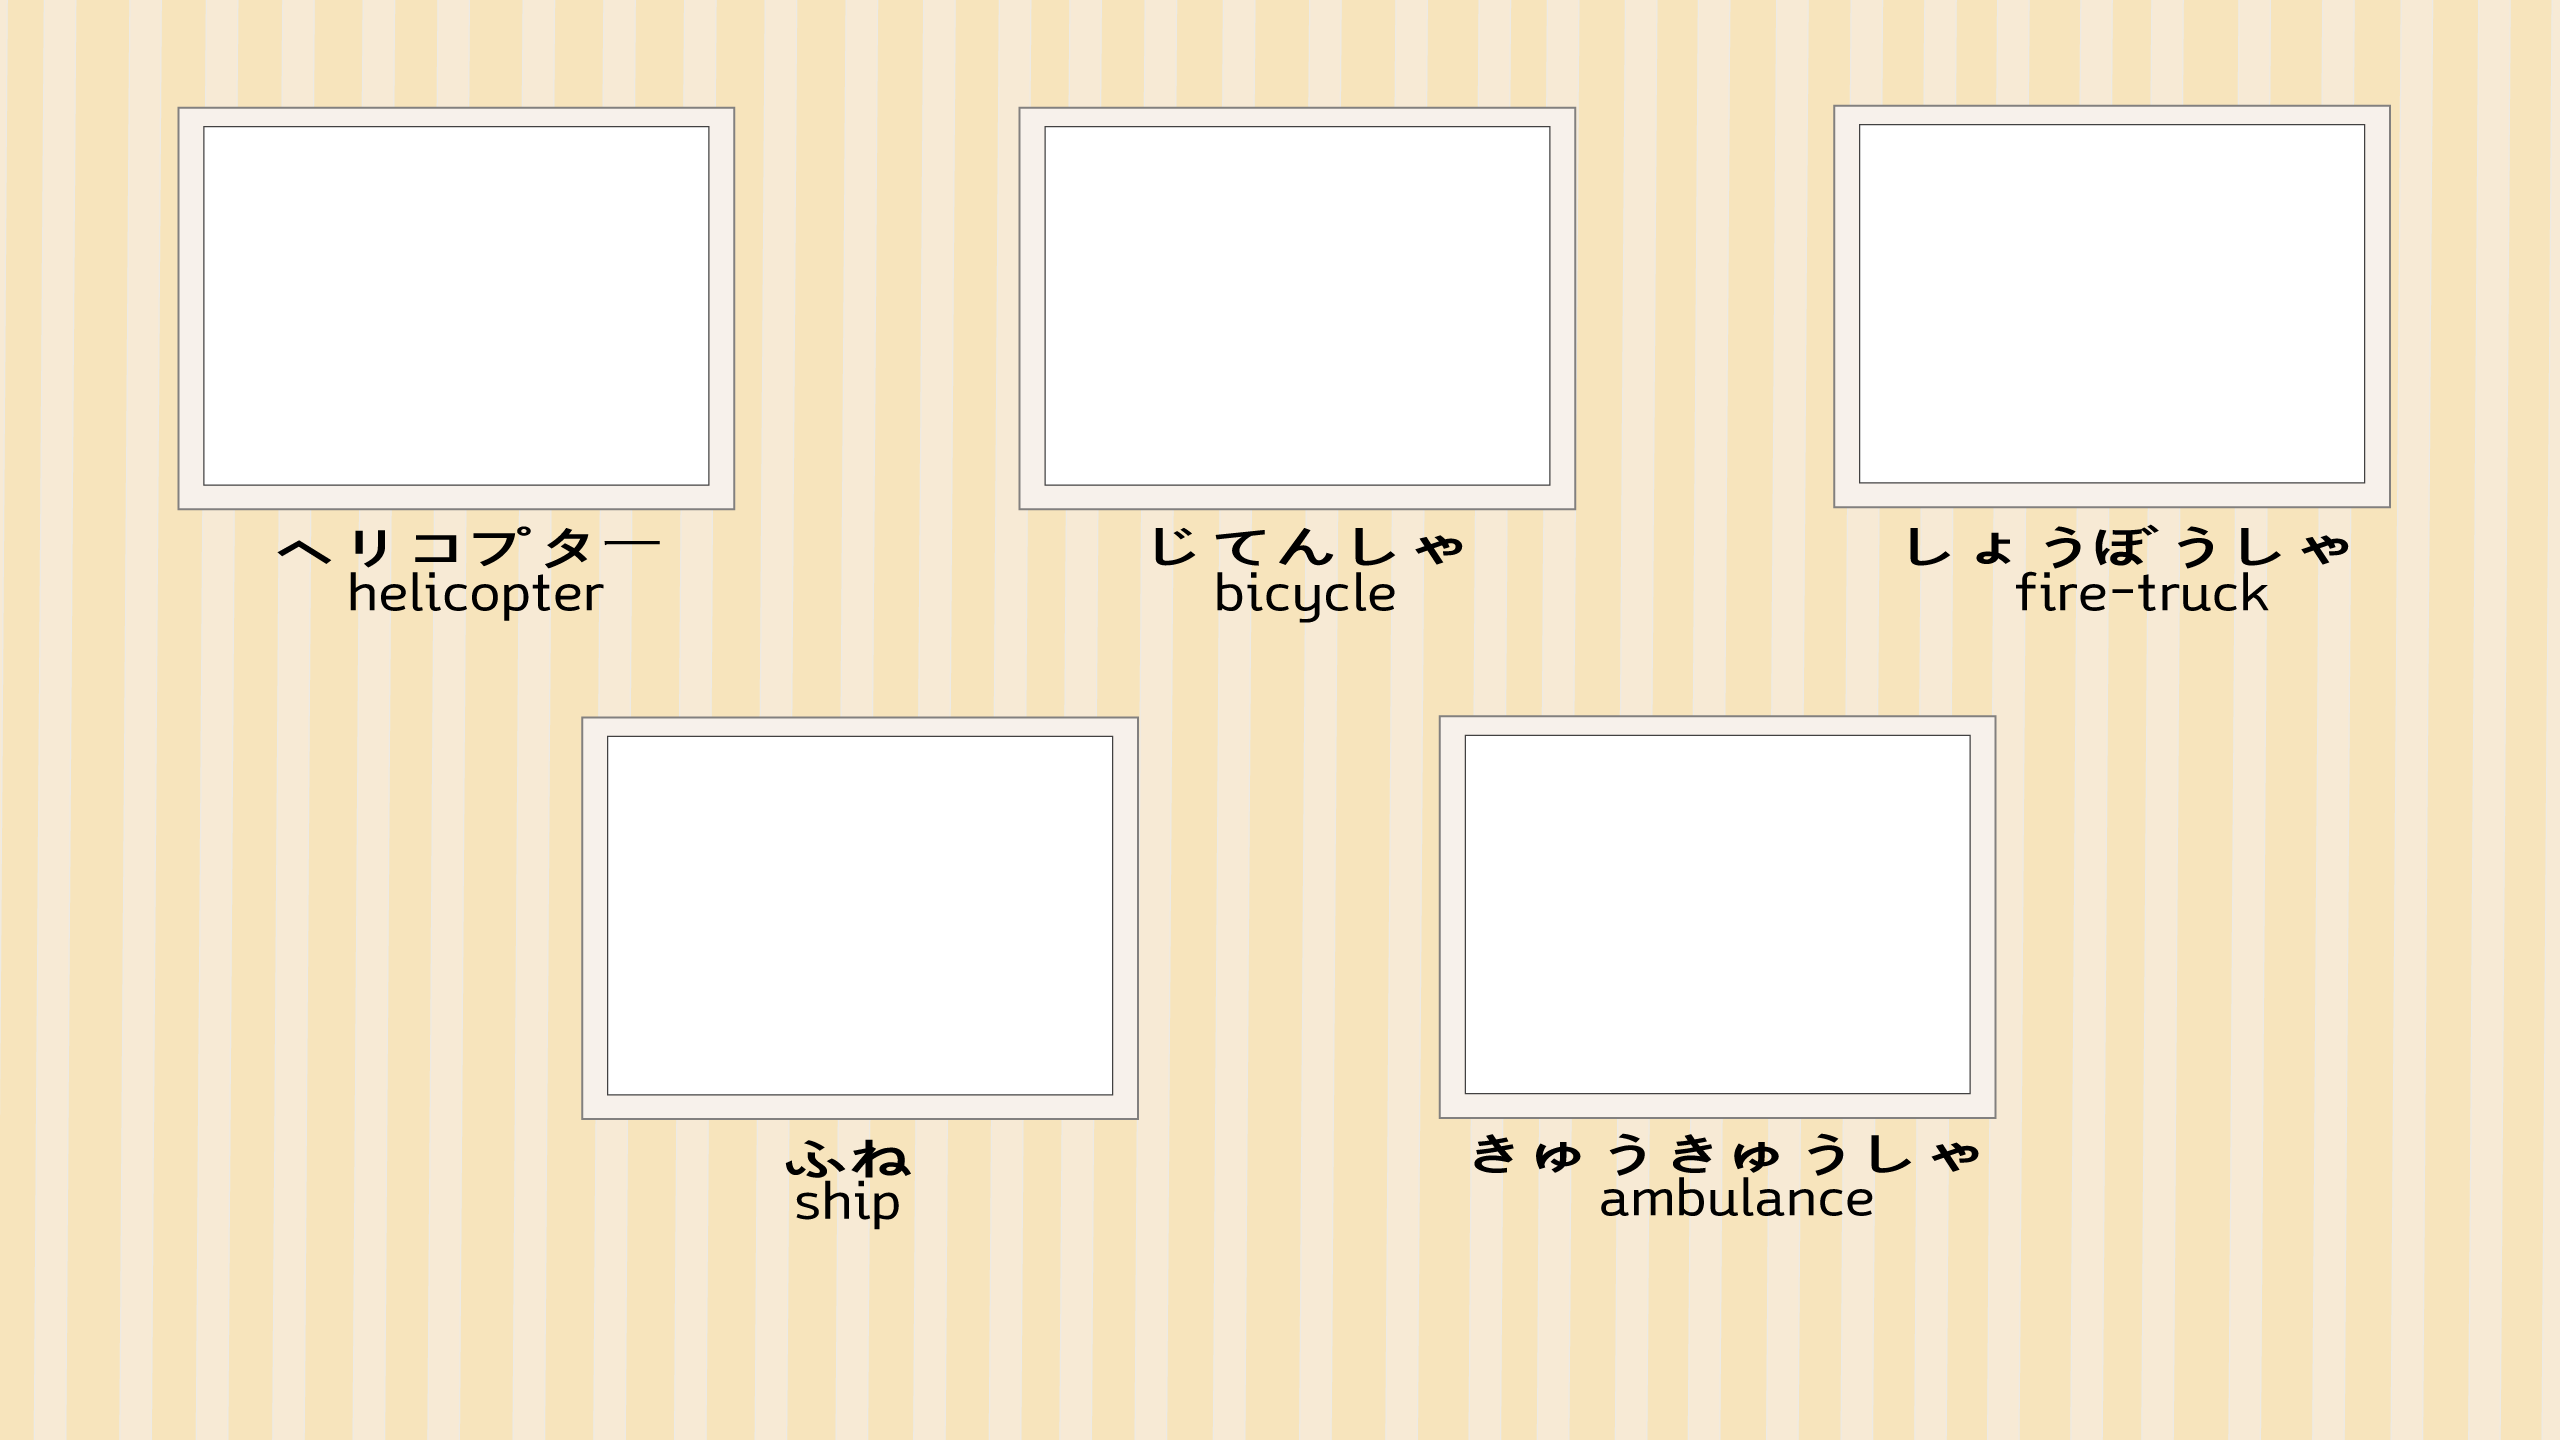 ヘリコプター
helicopter
じてんしゃ
bicycle
しょうぼうしゃ
fire-truck
ふね
ship
きゅうきゅうしゃ
ambulance